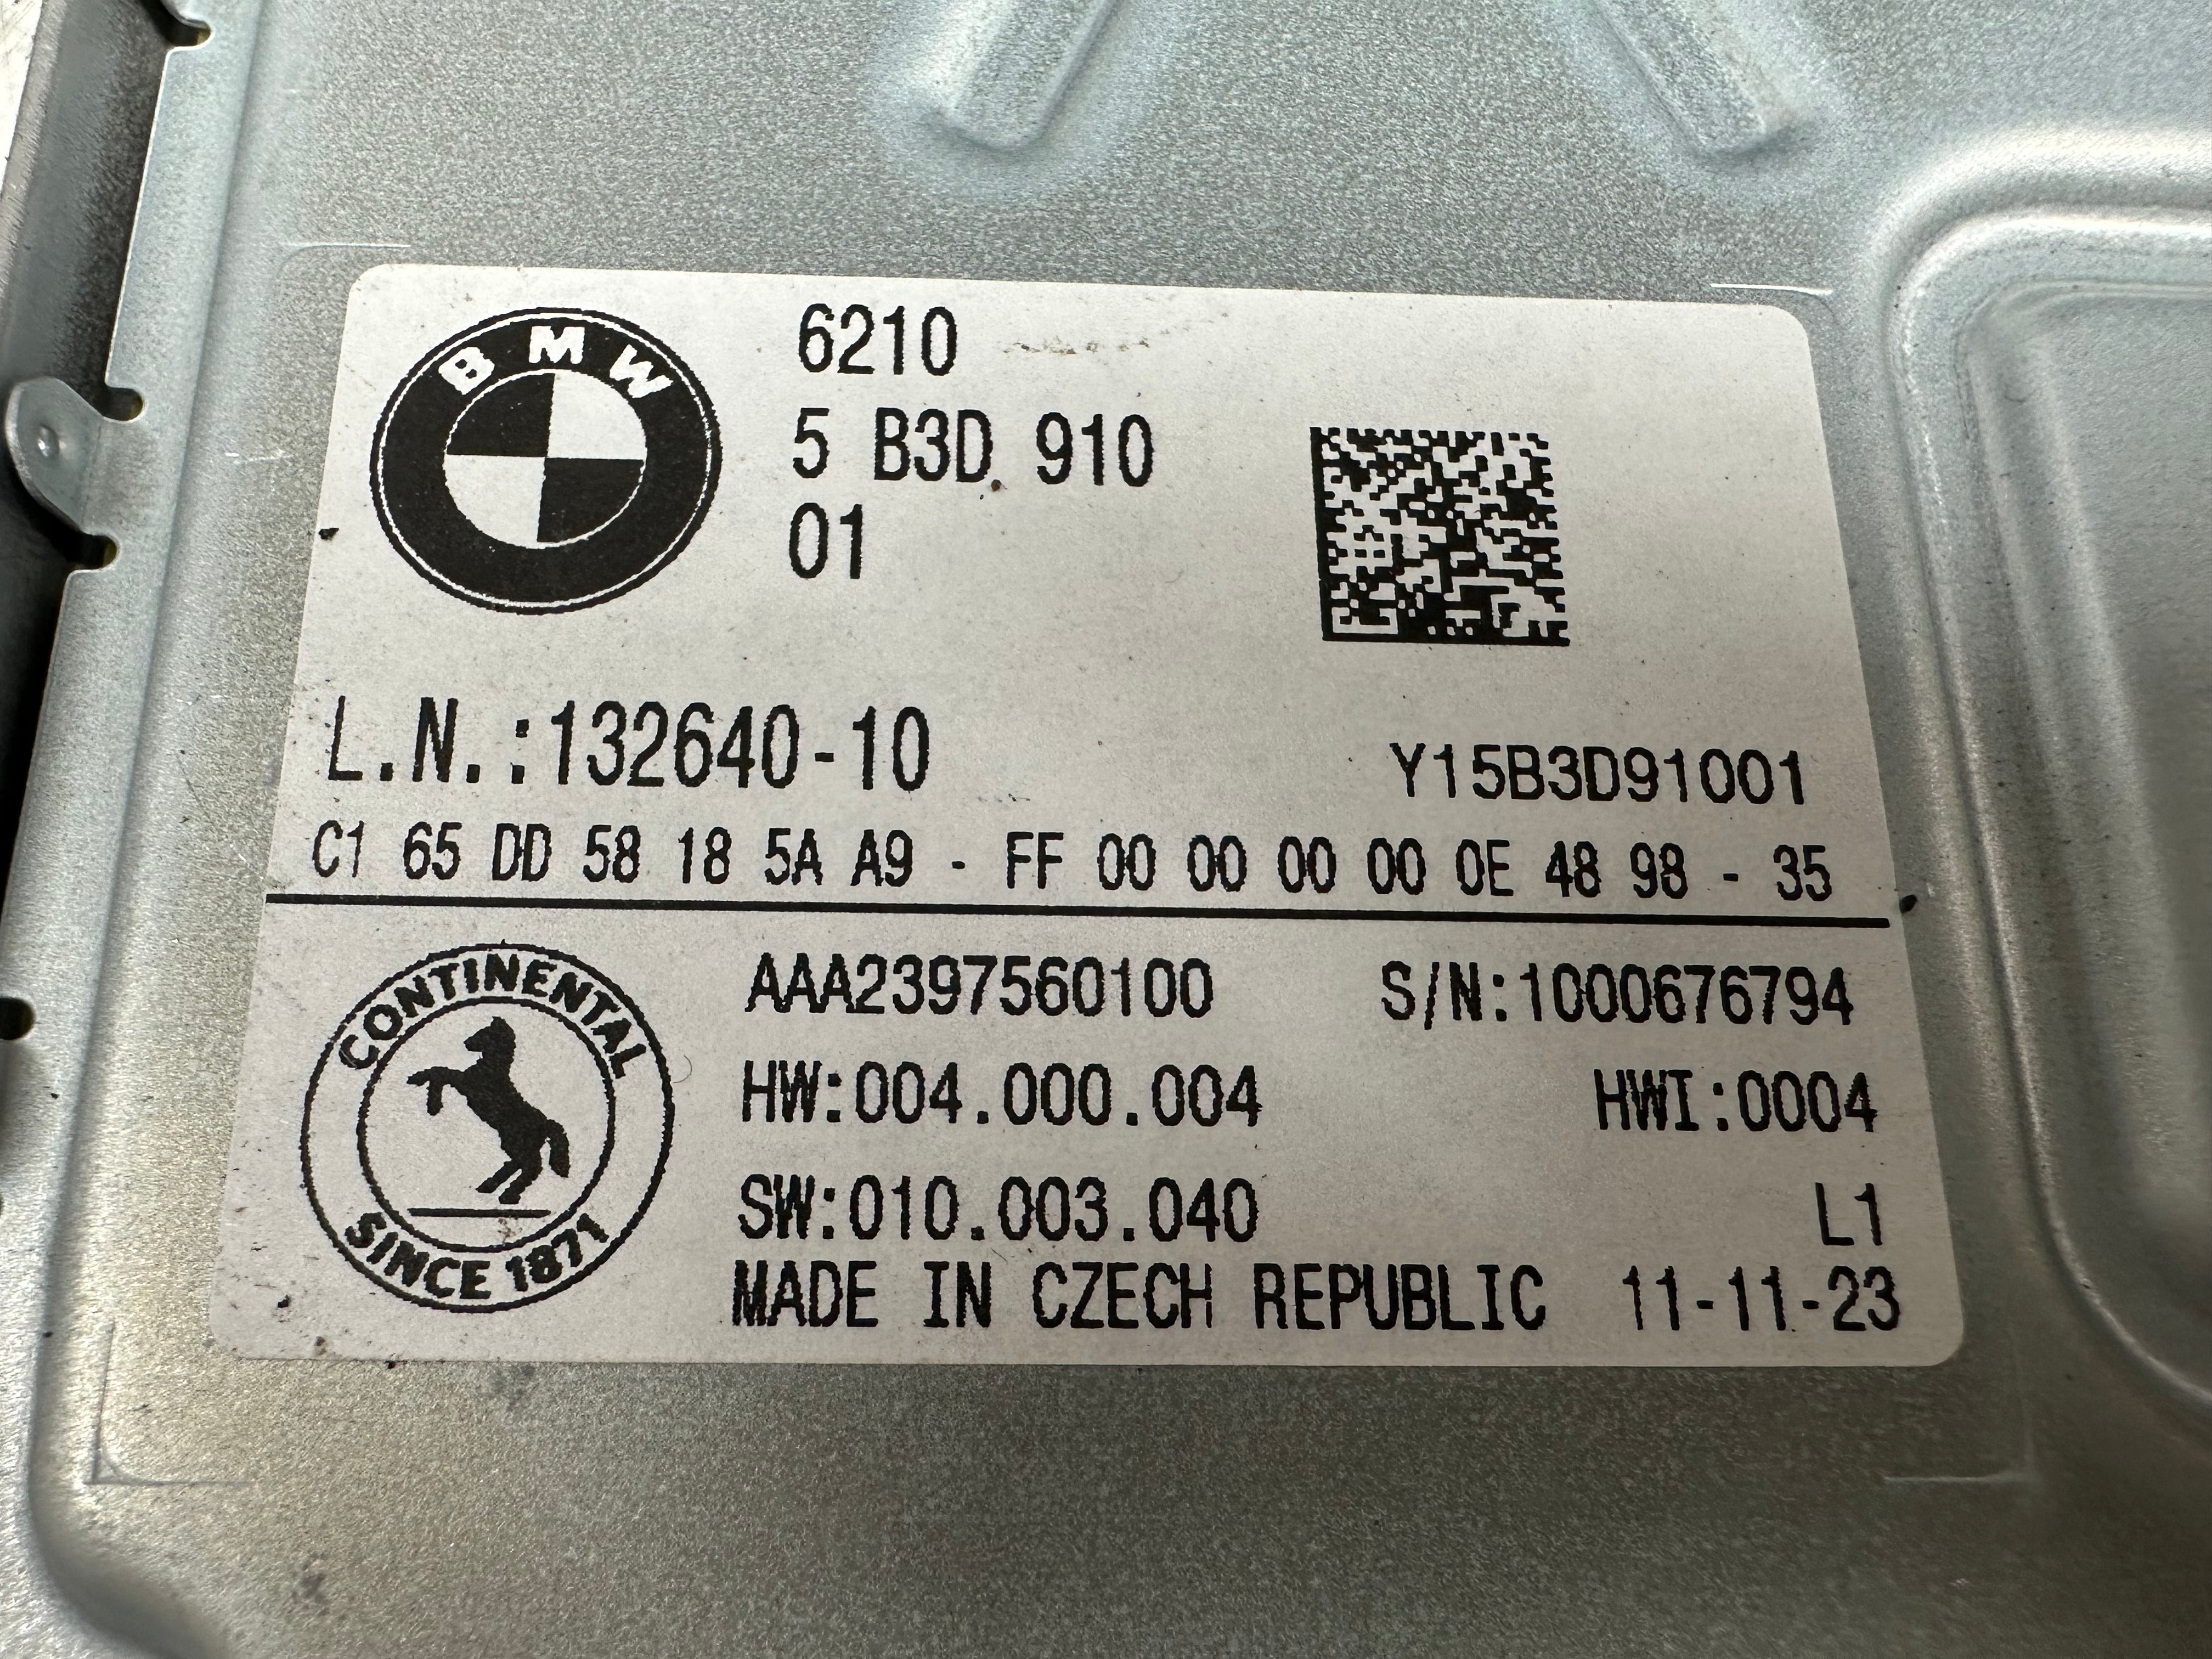 BMW
6210
5 B3D 910
01
L.N.:132640-10
Y15B3D91001
C1 65 DD 58 18 5A A9 - FF 00 00 00 00 0E 48 98 - 35
CONTINENTAL
SINCE 1871
AAA2397560100 S/N:1000676794
HW:004.000.004 HWI:0004
SW:010.003.040 L1
MADE IN CZECH REPUBLIC 11-11-23